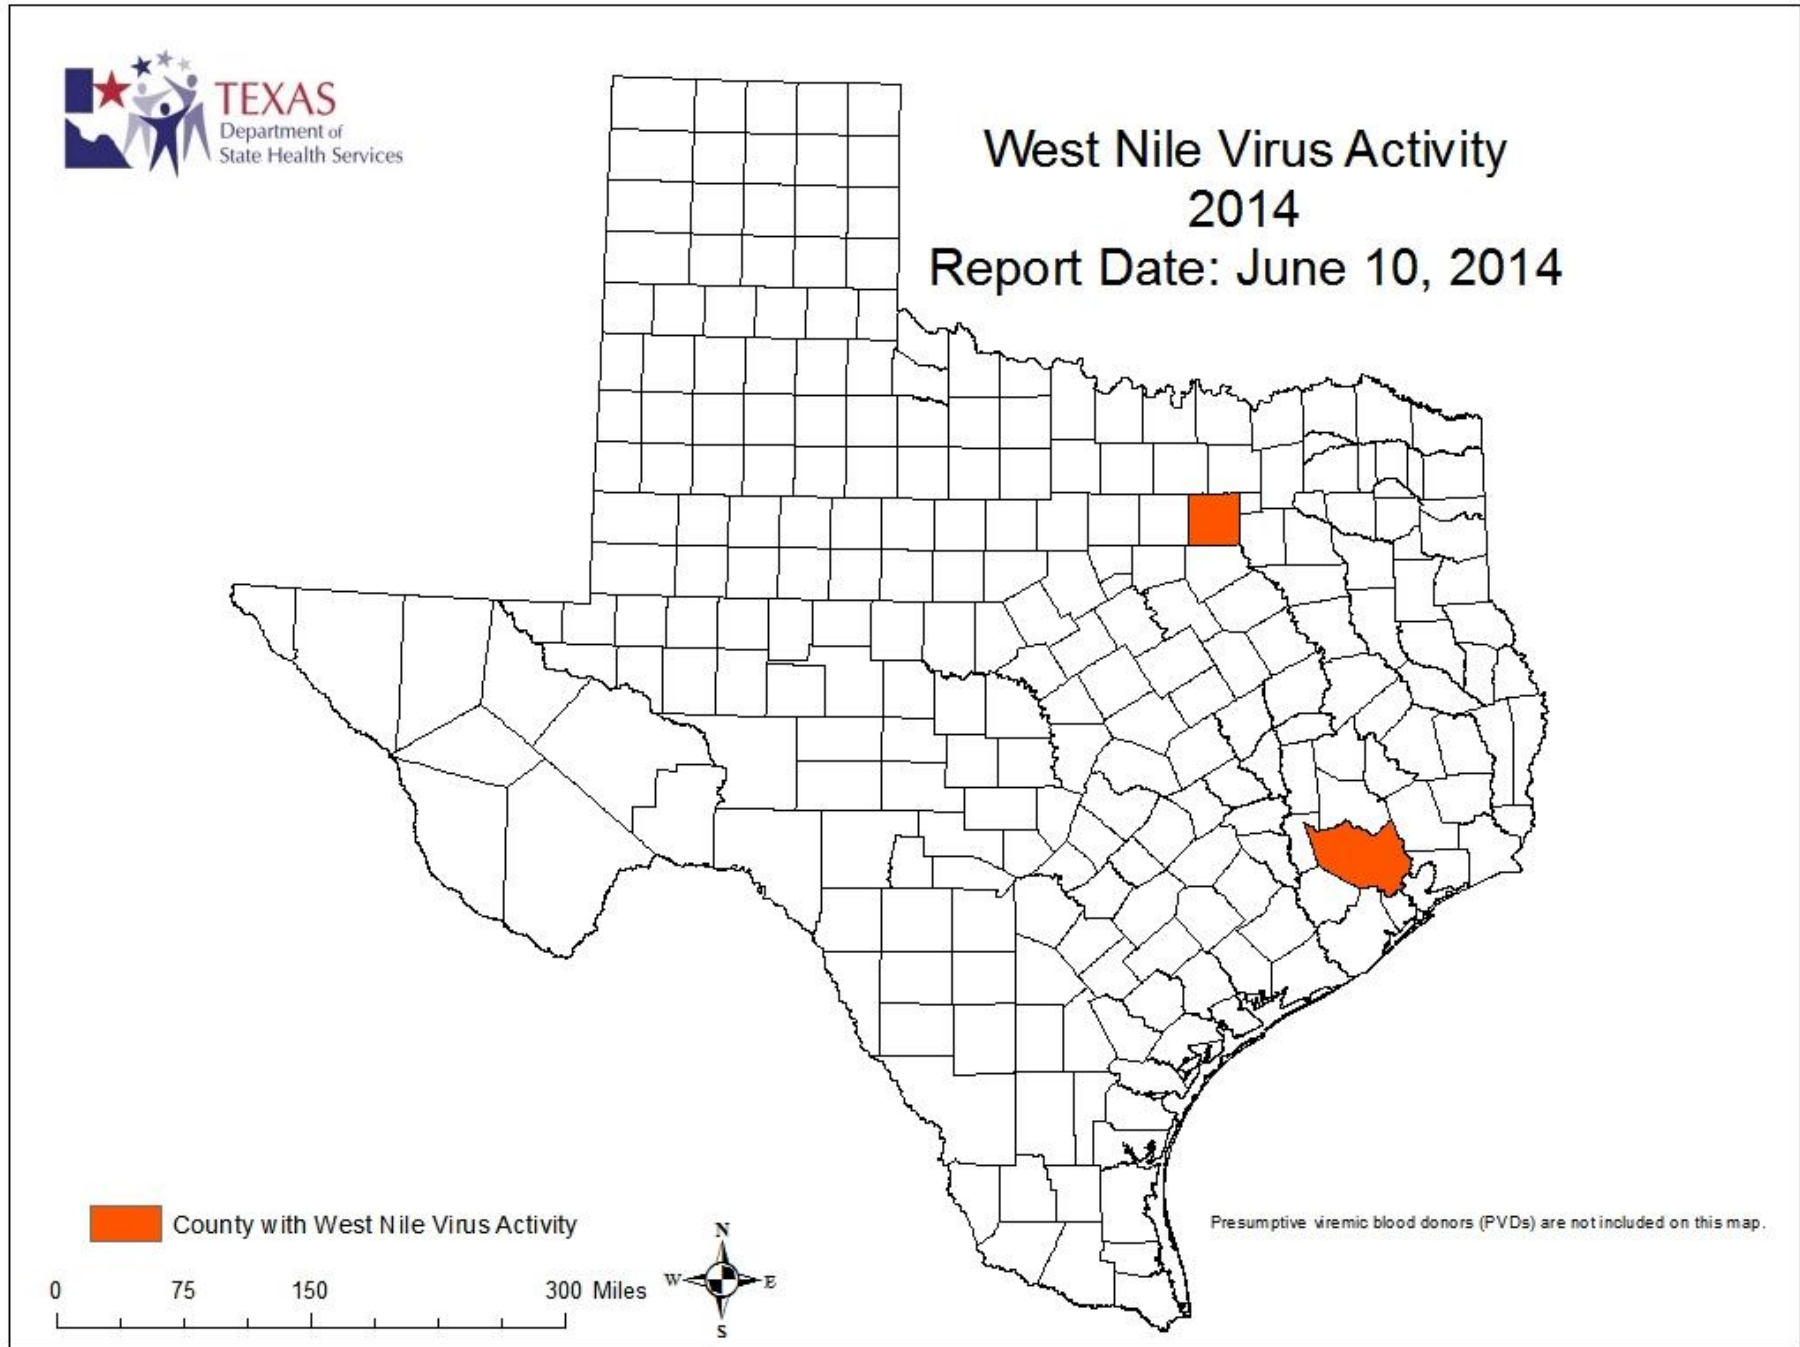 TEXAS
Department of
State Health Services
West Nile Virus Activity
2014
Report Date: June 10, 2014
County with West Nile Virus Activity
Presumptive viremic blood donors (PVDs) are not included on this map.
0 75 150 300 Miles
N
W E
S